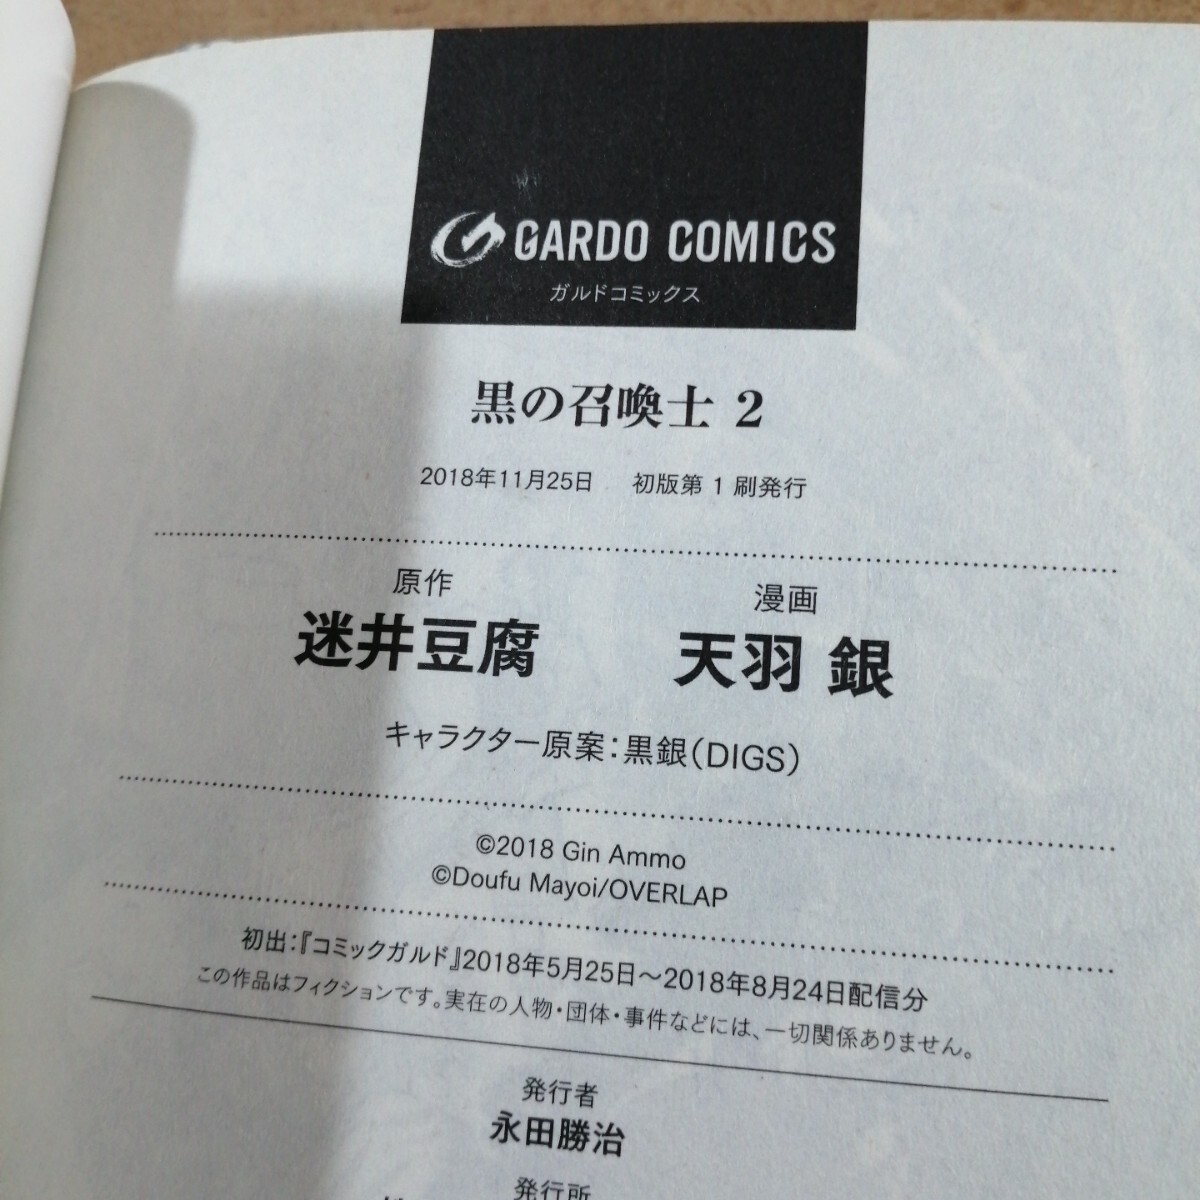 GARDO COMICS
ガルドコミックス
黒の召喚士 2
2018年11月25日　初版第1刷発行
原作　漫画
迷井豆腐　天羽 銀
キャラクター原案：黒銀（DIGS）
©2018 Gin Ammo
©Doufu Mayoi/OVERLAP
初出：『コミックガルド』2018年5月25日～2018年8月24日配信分
この作品はフィクションです。実在の人物・団体・事件などには、一切関係ありません。
発行者
永田勝治
発行所